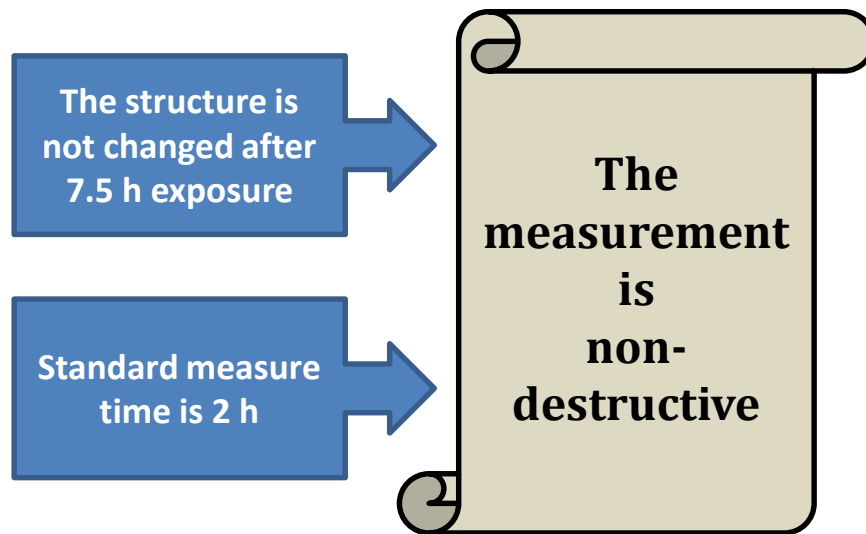 The structure is
not changed after
7.5 h exposure
Standard measure
time is 2 h
The
measurement
is
non-
destructive